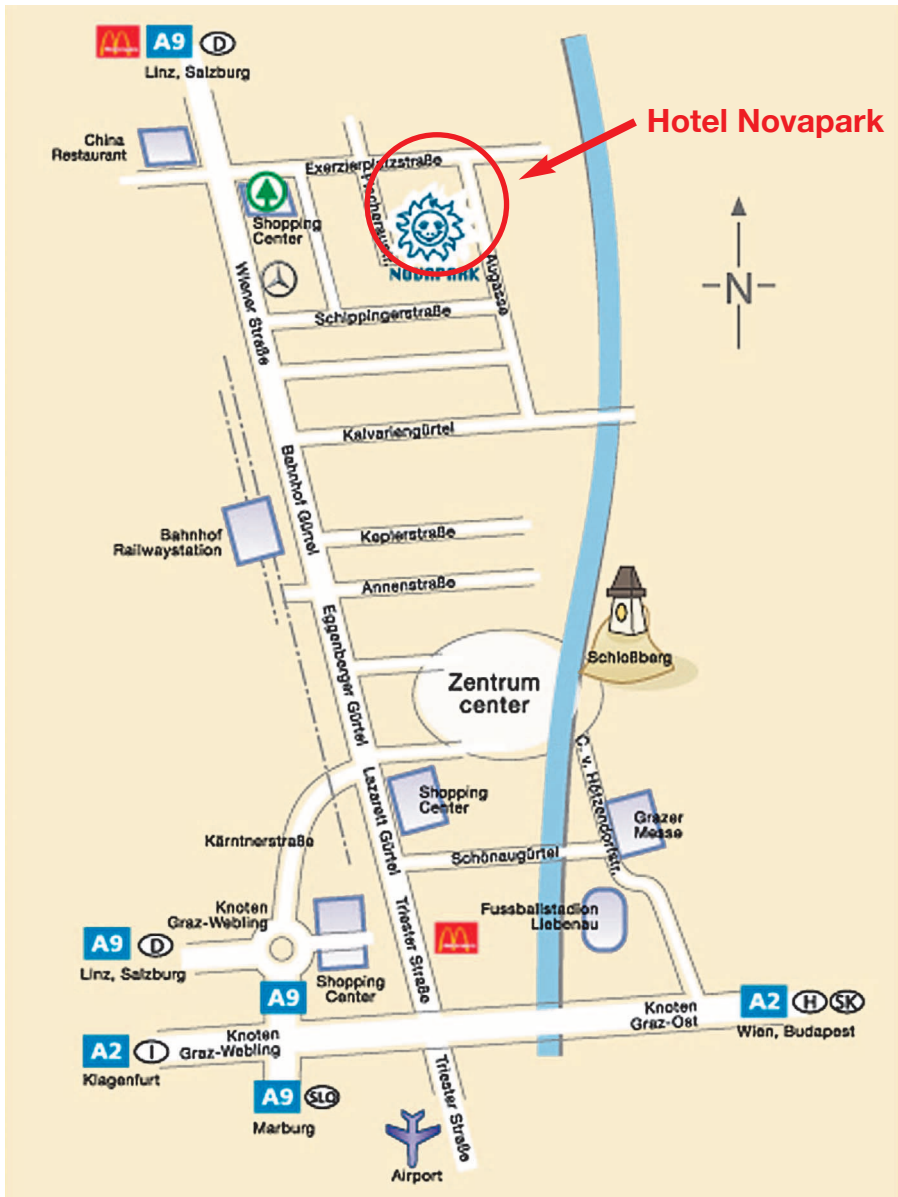 A9
D
Linz, Salzburg
Hotel Novapark
China
Restaurant
Exerzierplatzstraße
Shopping
Center
NOVAPARK
Augasse
N
Wiener Straße
Schippingerstraße
Kalvariengürtel
Bahnhof Gürtel
Bahnhof
Railwaystation
Keplerstraße
Annenstraße
Eggenberger Gürtel
Schloßberg
Zentrum
center
C. v. Hötzendorfstr.
Lazarett Gürtel
Shopping
Center
Grazer
Messe
Kärntnerstraße
Schönaugürtel
Knoten
Graz-Webling
Triester Straße
Fussballstadion
Liebenau
A9
D
Linz, Salzburg
Shopping
Center
A9
Knoten
Graz-Ost
A2
H
SK
Wien, Budapest
Knoten
Graz-Webling
A2
I
Klagenfurt
A9
SLO
Marburg
Triester Straße
Airport